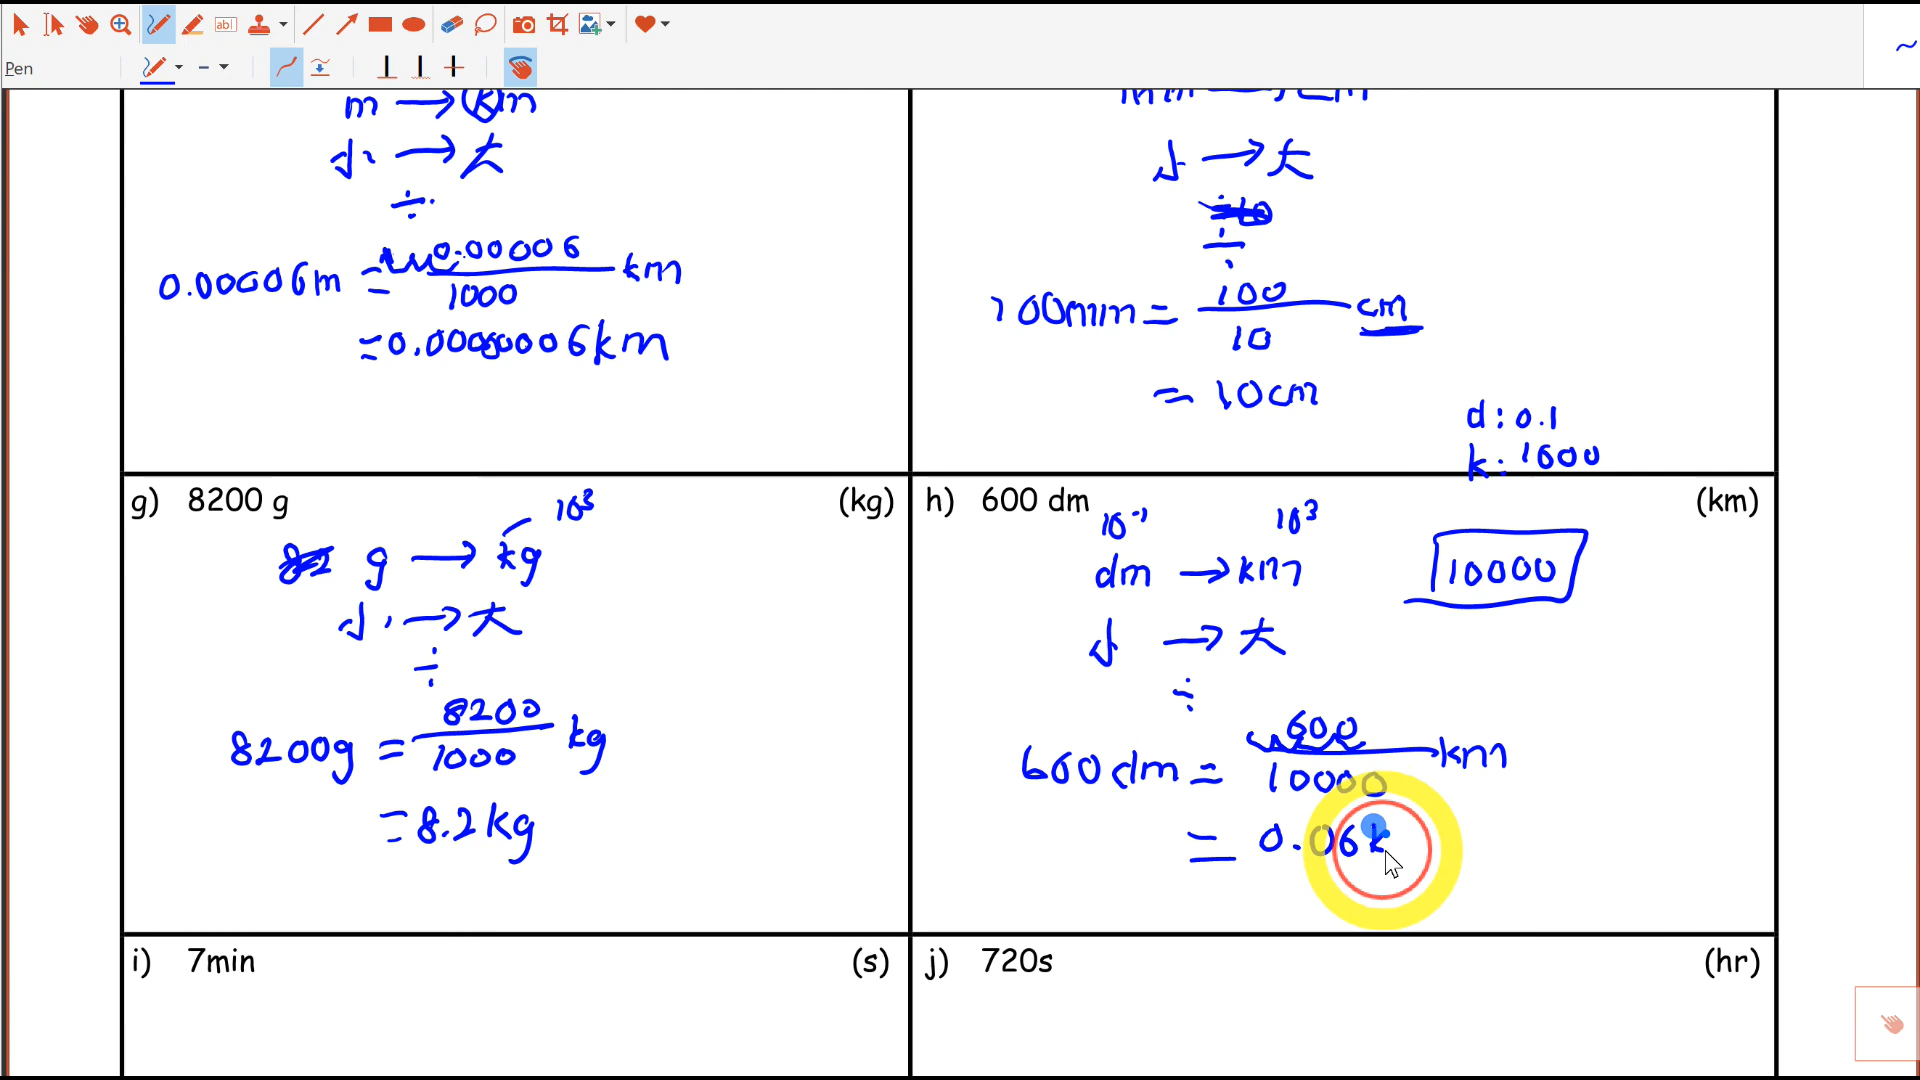 Pen
m → km
小 → 大
÷
0.00006m = 0.00006/1000 km
= 0.00000006km
mm → cm
小 → 大
÷
100mm = 100/10 cm
= 10cm
d: 0.1
k: 1000
g) 8200 g (kg)
10³
g → kg
小 → 大
÷
8200g = 8200/1000 kg
= 8.2kg
h) 600 dm (km)
10⁻¹ 10³
dm → km 10000
小 → 大
÷
600dm = 600/10000 km
= 0.06k
i) 7min (s)
j) 720s (hr)